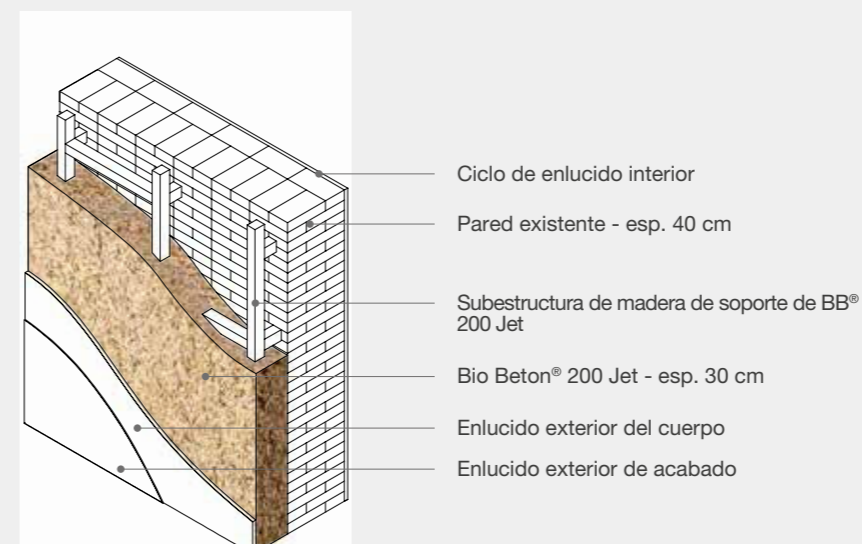 Ciclo de enlucido interior
Pared existente - esp. 40 cm
Subestructura de madera de soporte de BB®
200 Jet
Bio Beton® 200 Jet - esp. 30 cm
Enlucido exterior del cuerpo
Enlucido exterior de acabado